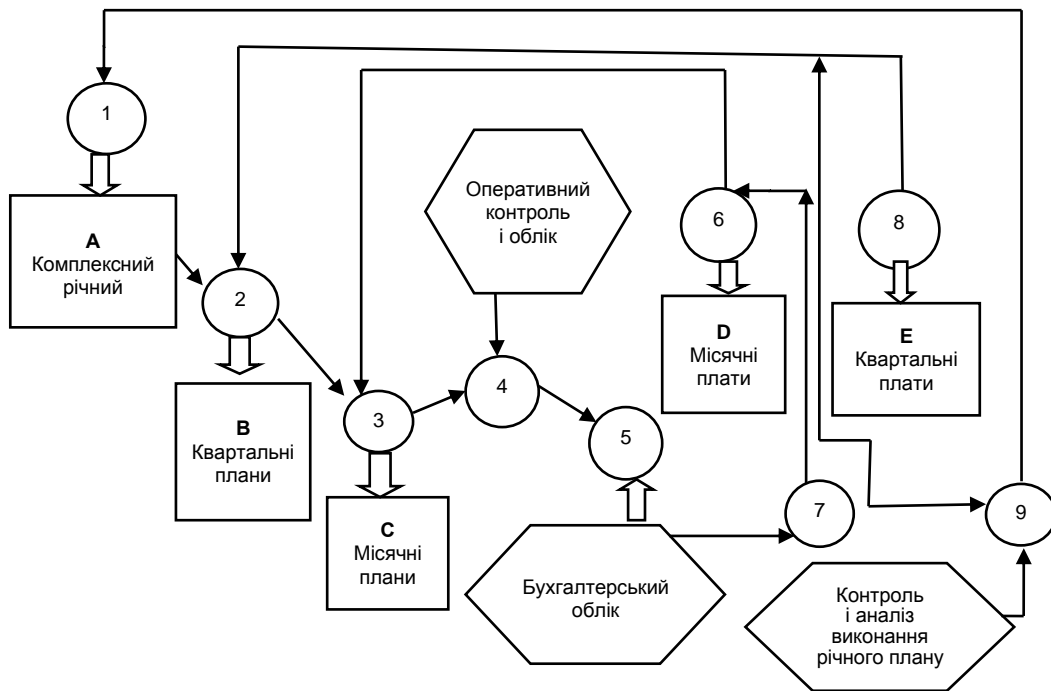 1
A
Комплексний
річний
2
B
Квартальні
плани
3
C
Місячні
плани
Оперативний
контроль
і облік
4
5
Бухгалтерський
облік
6
D
Місячні
плати
7
8
E
Квартальні
плати
9
Контроль
і аналіз
виконання
річного плану